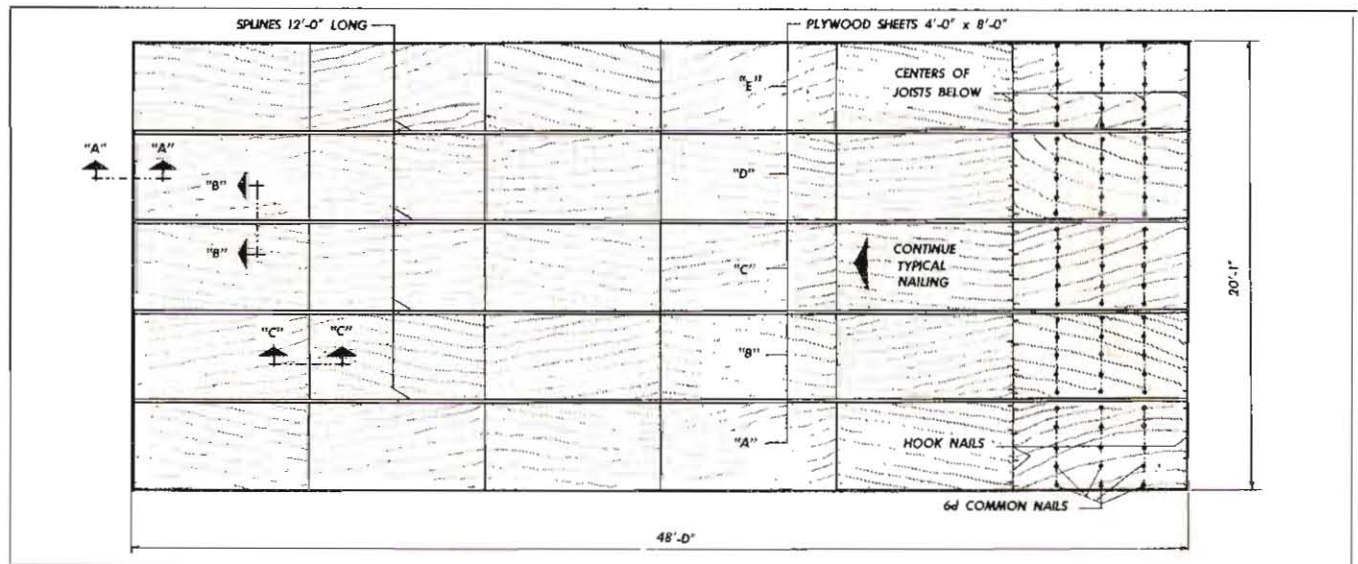 SPLINES 12'-0" LONG
PLYWOOD SHEETS 4'-0" x 8'-0"
"E"
CENTERS OF
JOISTS BELOW
"A"
"A"
"B"
"D"
"B"
"C"
CONTINUE
TYPICAL
NAILING
20'-1"
"C"
"C"
"B"
"A"
HOOK NAILS
6d COMMON NAILS
48'-0"